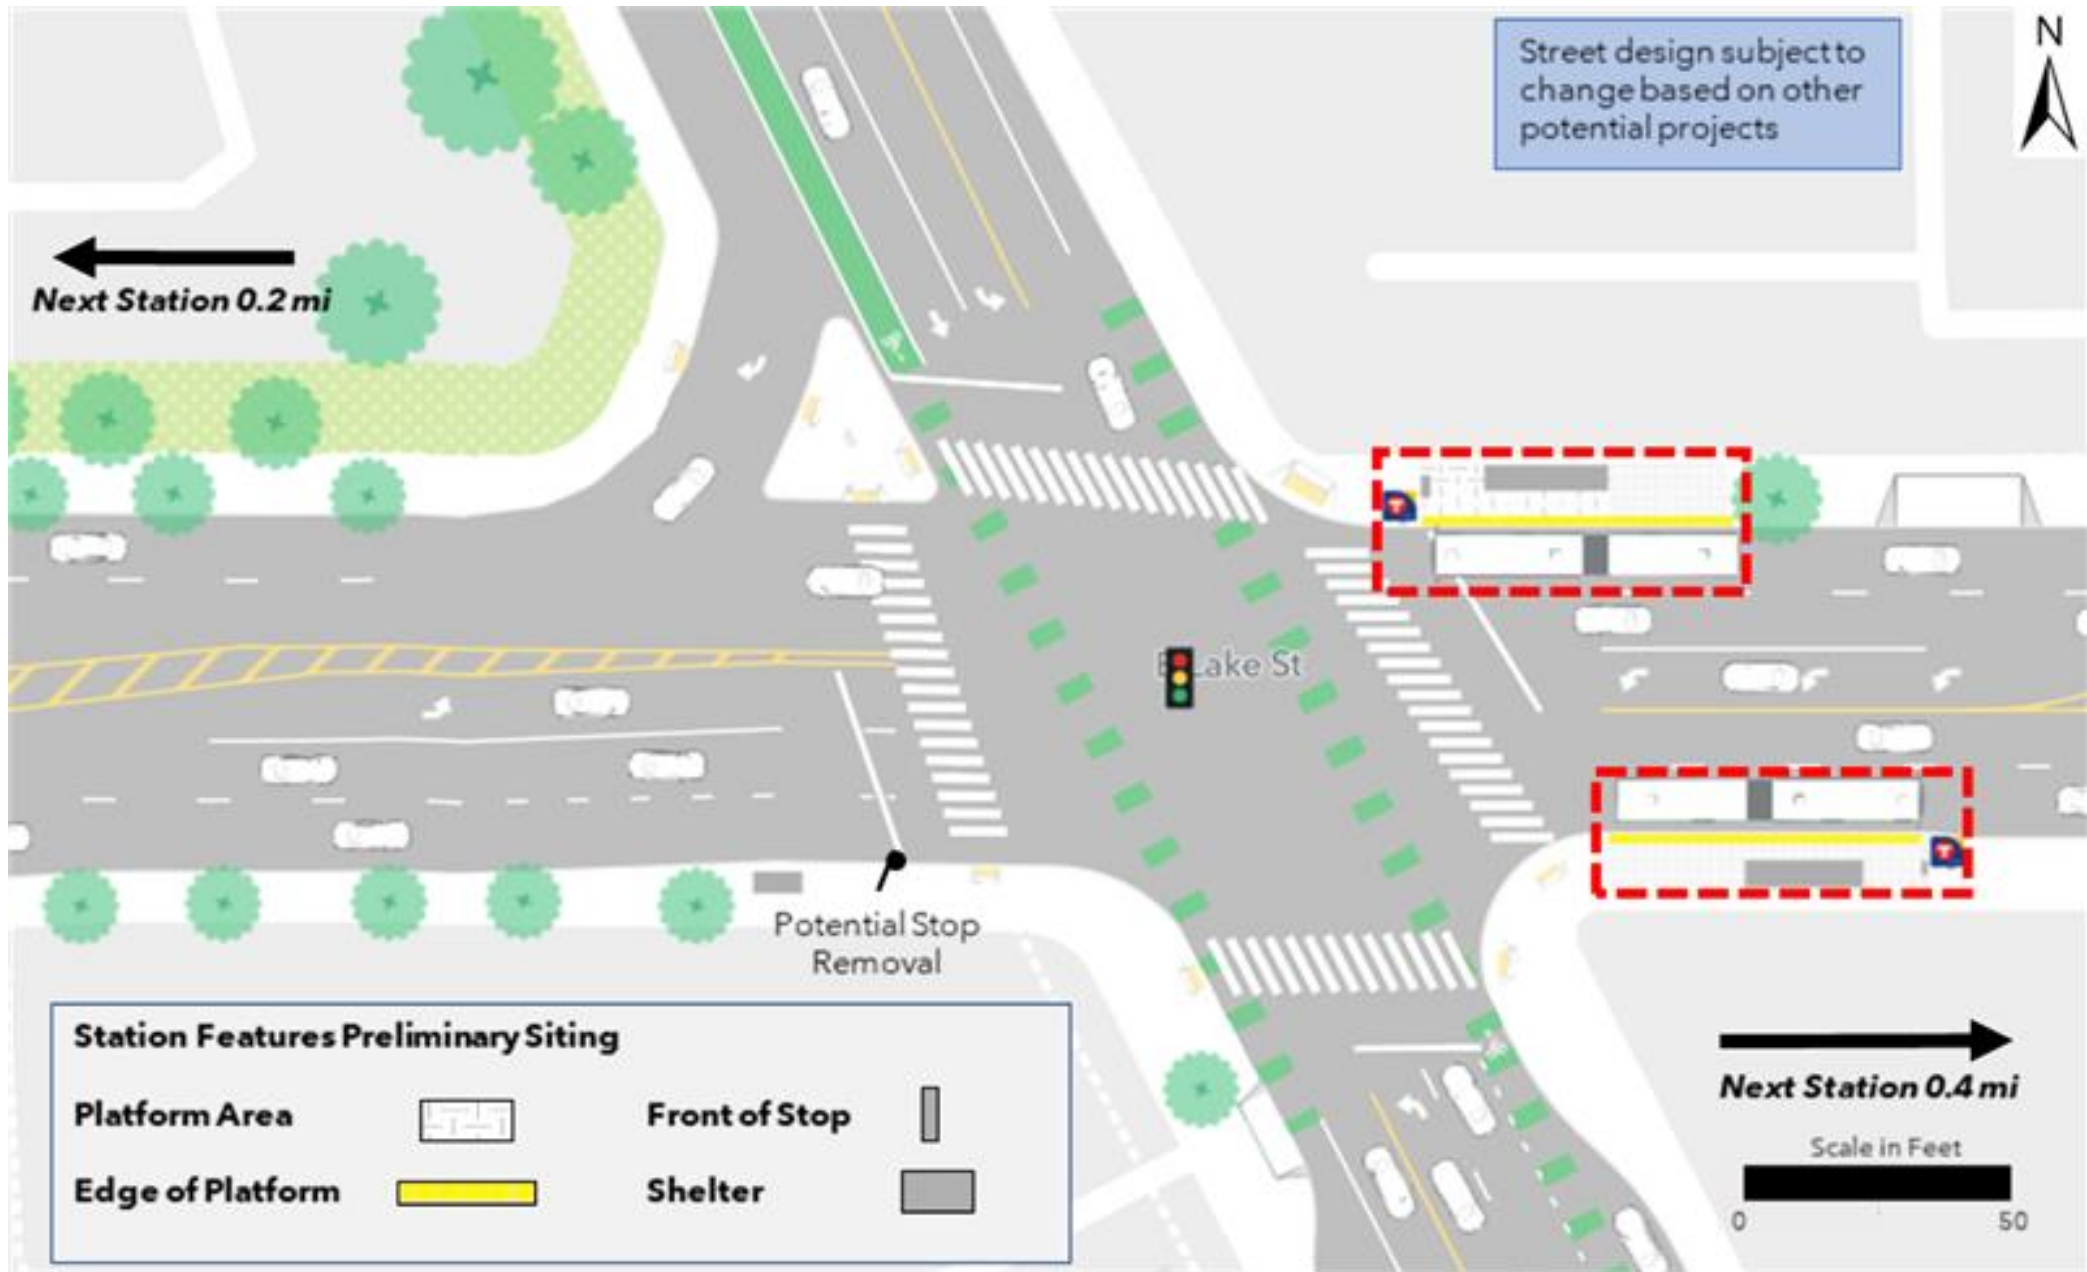 Street design subject to
change based on other
potential projects
N
Next Station 0.2 mi
Lake St
T
T
Potential Stop
Removal
Station Features Preliminary Siting
Platform Area
Front of Stop
Edge of Platform
Shelter
Next Station 0.4 mi
Scale in Feet
0
50